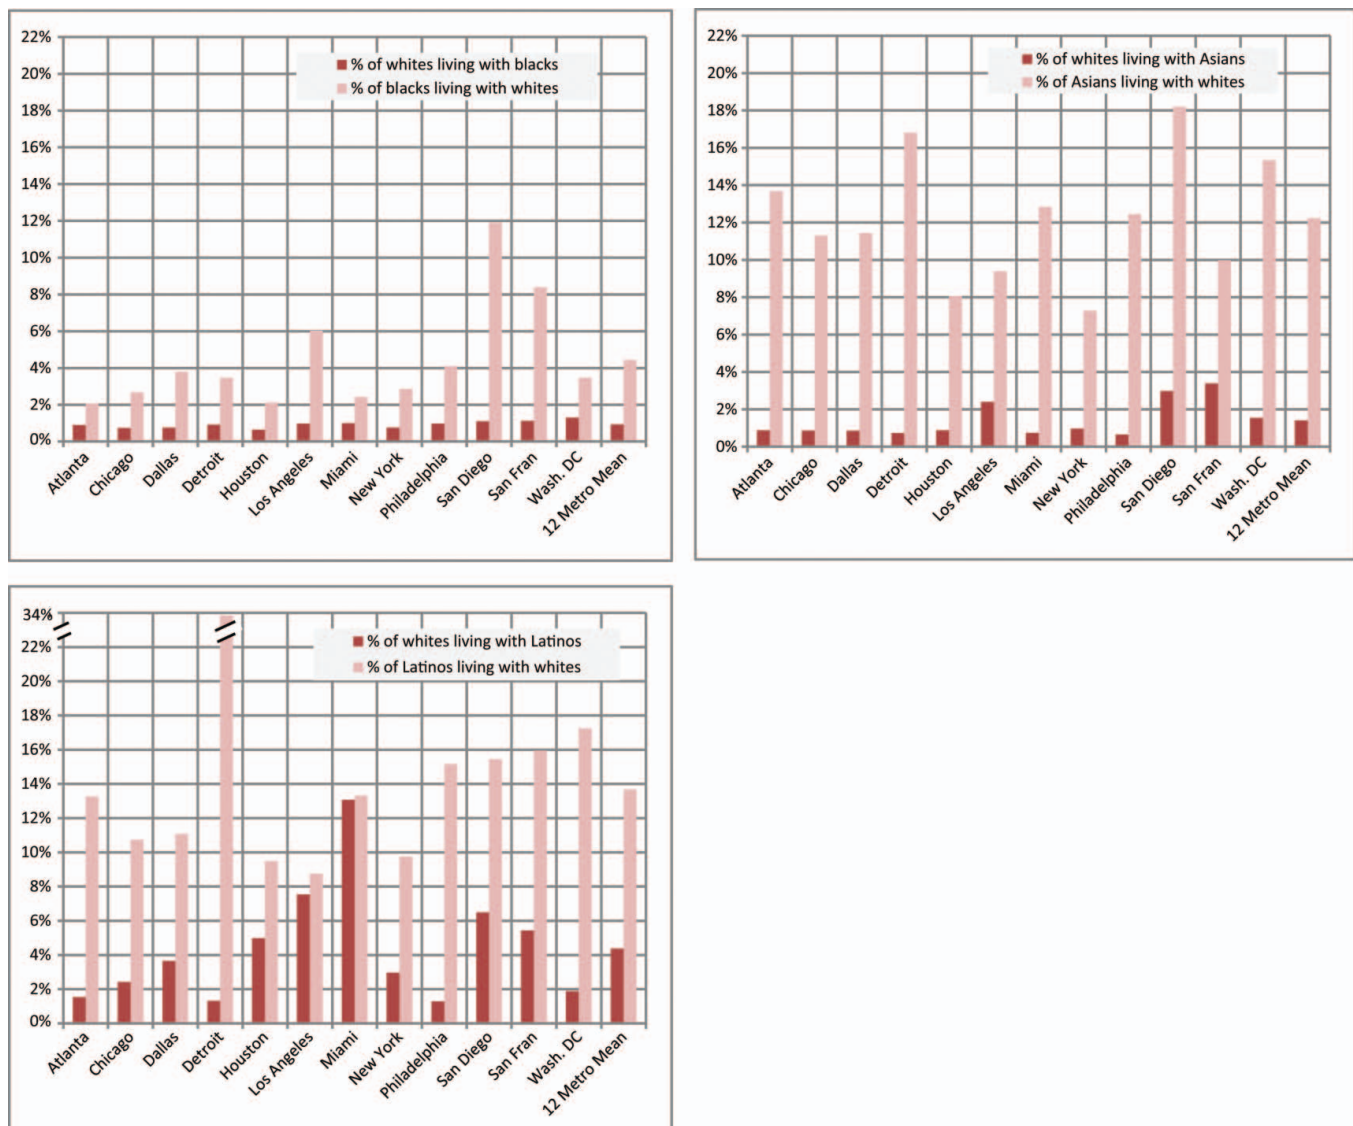 22%
20%
18%
16%
14%
12%
10%
8%
6%
4%
2%
0%
% of whites living with blacks
% of blacks living with whites
Atlanta
Chicago
Dallas
Detroit
Houston
Los Angeles
Miami
New York
Philadelphia
San Diego
San Fran
Wash. DC
12 Metro Mean
22%
20%
18%
16%
14%
12%
10%
8%
6%
4%
2%
0%
% of whites living with Asians
% of Asians living with whites
Atlanta
Chicago
Dallas
Detroit
Houston
Los Angeles
Miami
New York
Philadelphia
San Diego
San Fran
Wash. DC
12 Metro Mean
34%
22%
20%
18%
16%
14%
12%
10%
8%
6%
4%
2%
0%
% of whites living with Latinos
% of Latinos living with whites
Atlanta
Chicago
Dallas
Detroit
Houston
Los Angeles
Miami
New York
Philadelphia
San Diego
San Fran
Wash. DC
12 Metro Mean